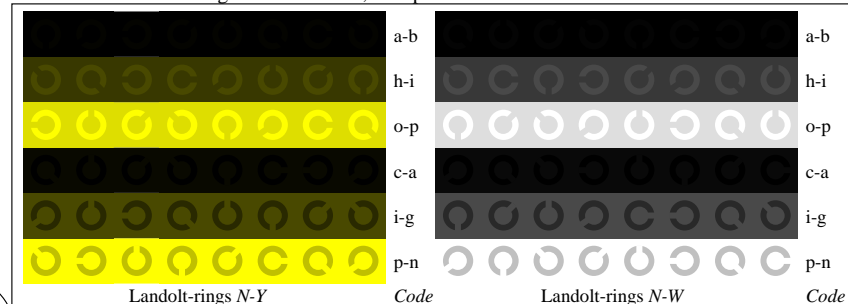 a-b a-b
h-i h-i
o-p o-p
c-a c-a
i-g i-g
p-n p-n
Landolt-rings N-Y Code Landolt-rings N-W Code